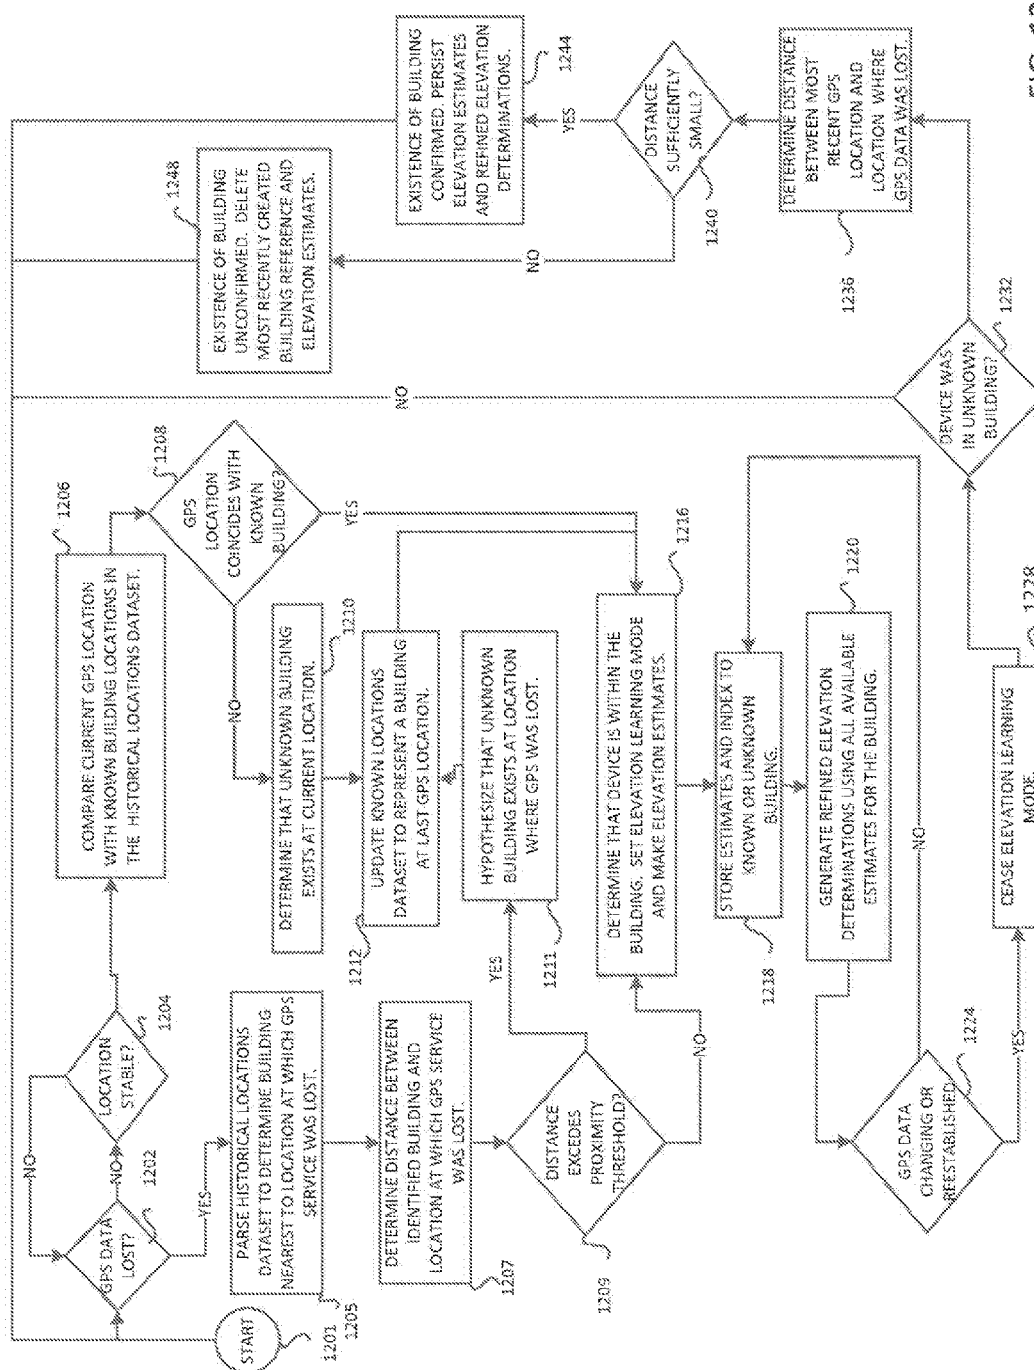 START
1201
GPS DATA
LOST?
1202
NO
YES
LOCATION
STABLE?
1204
NO
PARSE HISTORICAL LOCATIONS
DATASET TO DETERMINE BUILDING
NEAREST TO LOCATION AT WHICH GPS
SERVICE WAS LOST.
1205
DETERMINE DISTANCE BETWEEN
IDENTIFIED BUILDING AND
LOCATION AT WHICH GPS SERVICE
WAS LOST.
1207
DISTANCE
EXCEDES
PROXIMITY
THRESHOLD?
1209
YES
NO
COMPARE CURRENT GPS LOCATION
WITH KNOWN BUILDING LOCATIONS IN
THE HISTORICAL LOCATIONS DATASET.
1206
GPS
LOCATION
COINCIDES WITH
KNOWN
BUILDING?
1208
NO
YES
DETERMINE THAT UNKNOWN BUILDING
EXISTS AT CURRENT LOCATION.
1210
UPDATE KNOWN LOCATIONS
DATASET TO REPRESENT A BUILDING
AT LAST GPS LOCATION.
1212
HYPOTHESIZE THAT UNKNOWN
BUILDING EXISTS AT LOCATION
WHERE GPS WAS LOST.
1211
DETERMINE THAT DEVICE IS WITHIN THE
BUILDING. SET ELEVATION LEARNING MODE
AND MAKE ELEVATION ESTIMATES.
1216
STORE ESTIMATES AND INDEX TO
KNOWN OR UNKNOWN
BUILDING.
1218
GENERATE REFINED ELEVATION
DETERMINATIONS USING ALL AVAILABLE
ESTIMATES FOR THE BUILDING.
1220
GPS DATA
CHANGING OR
REESTABLISHED
1224
NO
YES
CEASE ELEVATION LEARNING
MODE.
1228
DEVICE WAS
IN UNKNOWN
BUILDING?
1232
NO
DETERMINE DISTANCE
BETWEEN MOST
RECENT GPS
LOCATION AND
LOCATION WHERE
GPS DATA WAS LOST.
1236
DISTANCE
SUFFICIENTLY
SMALL?
1240
YES
NO
EXISTENCE OF BUILDING
CONFIRMED. PERSIST
ELEVATION ESTIMATES
AND REFINED ELEVATION
DETERMINATIONS.
1244
EXISTENCE OF BUILDING
UNCONFIRMED. DELETE
MOST RECENTLY CREATED
BUILDING REFERENCE AND
ELEVATION ESTIMATES.
1248